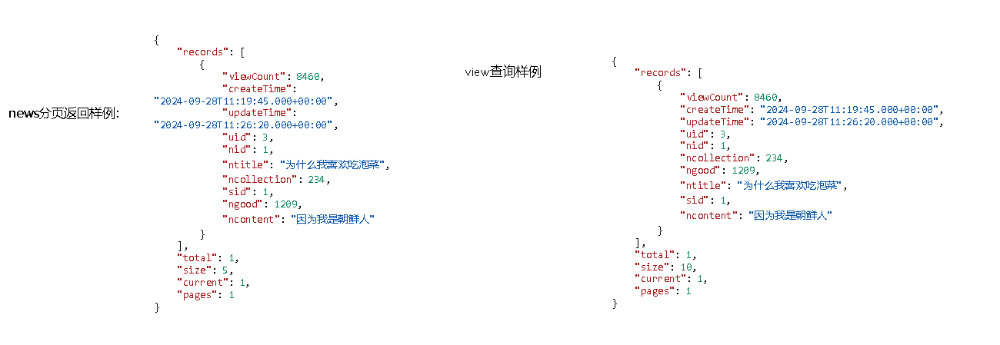 news分页返回样例:
{
"records": [
{
"viewCount": 8460,
"createTime":
"2024-09-28T11:19:45.000+00:00",
"updateTime":
"2024-09-28T11:26:20.000+00:00",
"uid": 3,
"nid": 1,
"ntitle": "为什么我喜欢吃泡菜",
"ncollection": 234,
"sid": 1,
"ngood": 1209,
"ncontent": "因为我是朝鲜人"
}
],
"total": 1,
"size": 5,
"current": 1,
"pages": 1
}
view查询样例
{
"records": [
{
"viewCount": 8460,
"createTime": "2024-09-28T11:19:45.000+00:00",
"updateTime": "2024-09-28T11:26:20.000+00:00",
"uid": 3,
"nid": 1,
"ncollection": 234,
"ngood": 1209,
"ntitle": "为什么我喜欢吃泡菜",
"sid": 1,
"ncontent": "因为我是朝鲜人"
}
],
"total": 1,
"size": 10,
"current": 1,
"pages": 1
}